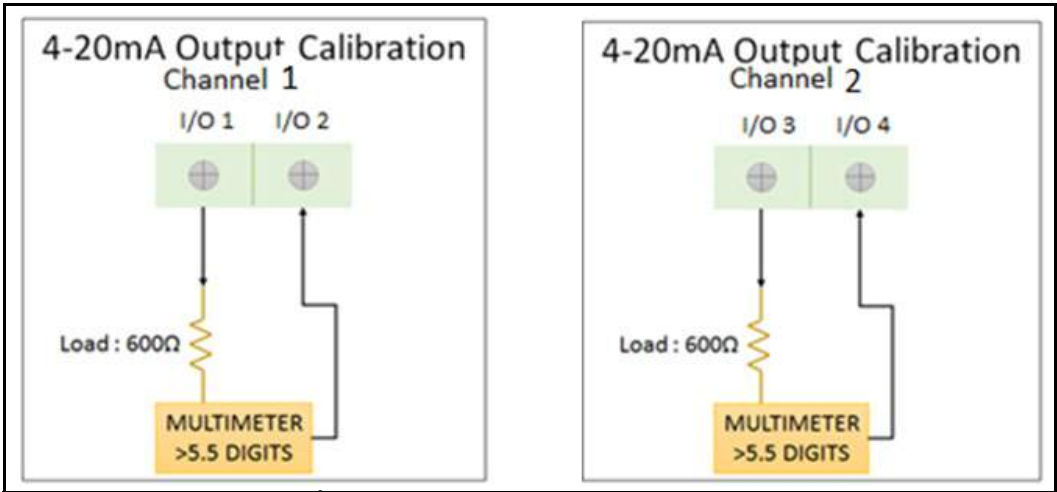 4-20mA Output Calibration
Channel 1
I/O 1 I/O 2
Load : 600Ω
MULTIMETER
>5.5 DIGITS
4-20mA Output Calibration
Channel 2
I/O 3 I/O 4
Load : 600Ω
MULTIMETER
>5.5 DIGITS